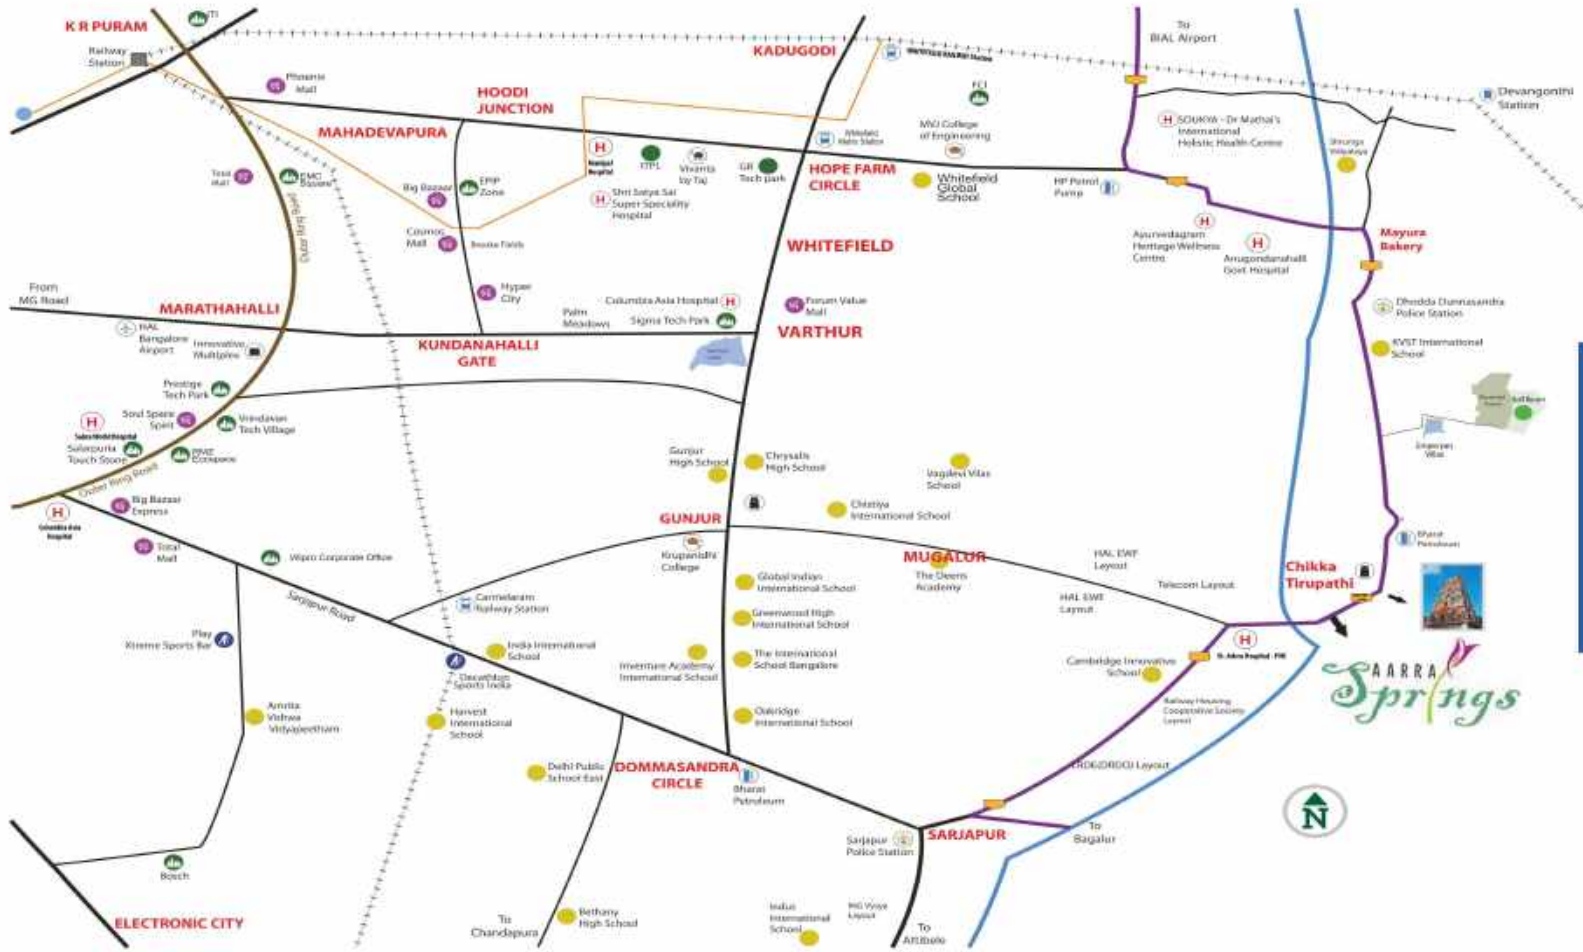 K R PURAM
ITI
Railway
Station
Phoenix
Mall
KADUGODI
To
BIAL Airport
FCI
Devangonthi
Station
HOODI
JUNCTION
MAHADEVAPURA
MVJ College
of Engineering
SOUKYA - Dr Mathai's
International
Holistic Health Centre
Total
Mall
EMC
Square
Big Bazaar
EPIP
Zone
Manipal
Hospital
ITPL
Vivanta
by Taj
GR
Tech park
HOPE FARM
CIRCLE
Whitefield
Global
School
HP Petrol
Pump
Shri Satya Sai
Super Speciality
Hospital
Outer Ring Road
Cosmos
Mall
Brooke Fields
WHITEFIELD
Ayurvedagram
Heritage Wellness
Centre
Anugondanahalli
Govt Hospital
Mayura
Bakery
From
MG Road
MARATHAHALLI
Hyper
City
Palm
Meadows
Columbia Asia Hospital
Sigma Tech Park
Forum Value
Mall
VARTHUR
Dhodda Dunnasandra
Police Station
KVST International
School
HAL
Bangalore
Airport
Innovative
Multiplex
KUNDANAHALLI
GATE
Prestige
Tech Park
Soul Space
Spirit
Vrindavan
Tech Village
Salarpuria
Touch Stone
RMZ
Ecospace
Outer Ring Road
Big Bazaar
Express
Columbia Asia
Hospital
Total
Mall
Wipro Corporate Office
Gunjur
High School
Chrysalis
High School
Vagdevi Vilas
School
Chistiya
International School
GUNJUR
Krupanidhi
College
MUGALUR
The Deens
Academy
HAL EWF
Layout
HAL EWF
Layout
Telecom Layout
Chikka
Tirupathi
Bharat
Petroleum
Global Indian
International School
Greenwood High
International School
The International
School Bangalore
Sarjapur Road
Carmelaram
Railway Station
Play
Xtreme Sports Bar
India International
School
Decathlon
Sports India
Inventure Academy
International School
Cambridge Innovative
School
Railway Housing
Cooperative Society
Layout
AARRA
Springs
Amrita
Vishwa
Vidyapeetham
Harvest
International
School
Oakridge
International School
Delhi Public
School East
DOMMASANDRA
CIRCLE
Bharat
Petroleum
LRDE(DRDO) Layout
N
SARJAPUR
To
Bagalur
Sarjapur
Police Station
Bosch
ELECTRONIC CITY
To
Chandapura
Bethany
High School
Indus
International
School
MG Vyoya
Layout
To
Attibele